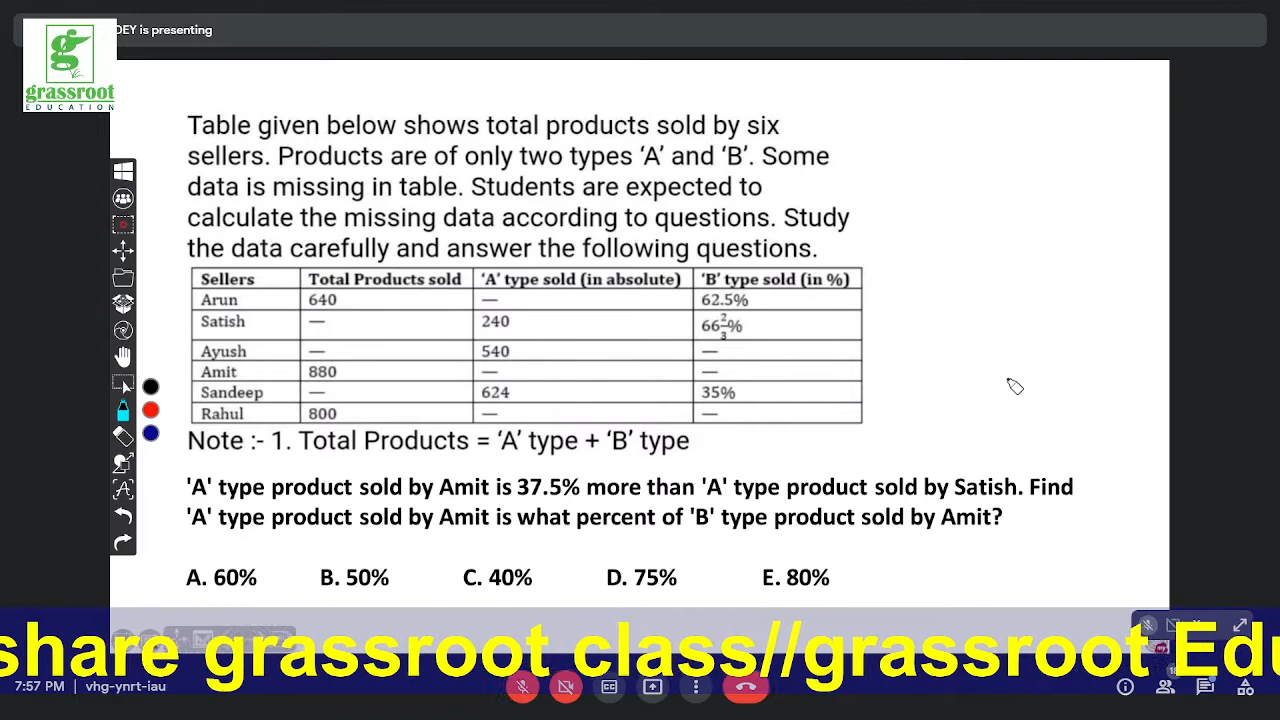 DEY is presenting
g
grassroot
EDUCATION
Table given below shows total products sold by six
sellers. Products are of only two types ‘A’ and ‘B’. Some
data is missing in table. Students are expected to
calculate the missing data according to questions. Study
the data carefully and answer the following questions.
Sellers Total Products sold ‘A’ type sold (in absolute) ‘B’ type sold (in %)
Arun 640 — 62.5%
Satish — 240 66 2/3%
Ayush — 540 —
Amit 880 — —
Sandeep — 624 35%
Rahul 800 — —
Note :- 1. Total Products = ‘A’ type + ‘B’ type
'A' type product sold by Amit is 37.5% more than 'A' type product sold by Satish. Find
'A' type product sold by Amit is what percent of 'B' type product sold by Amit?
A. 60% B. 50% C. 40% D. 75% E. 80%
share grassroot class//grassroot Edu
7:57 PM vhg-ynrt-iau